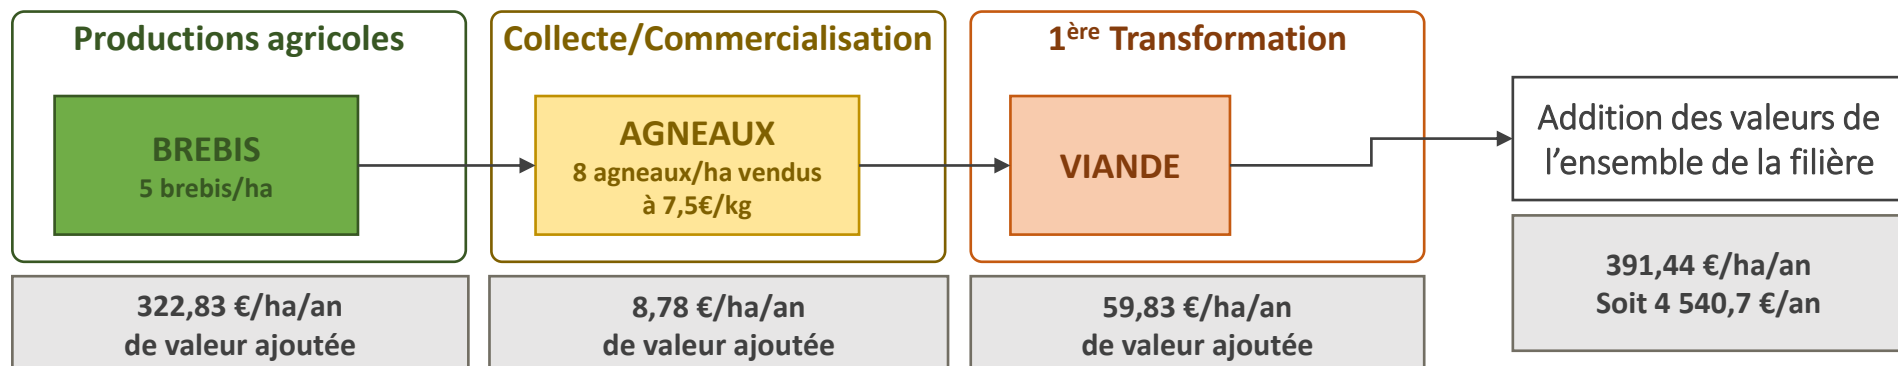 Productions agricoles
BREBIS
5 brebis/ha
322,83 €/ha/an
de valeur ajoutée
Collecte/Commercialisation
AGNEAUX
8 agneaux/ha vendus
à 7,5€/kg
8,78 €/ha/an
de valeur ajoutée
1ère Transformation
VIANDE
59,83 €/ha/an
de valeur ajoutée
Addition des valeurs de
l'ensemble de la filière
391,44 €/ha/an
Soit 4 540,7 €/an